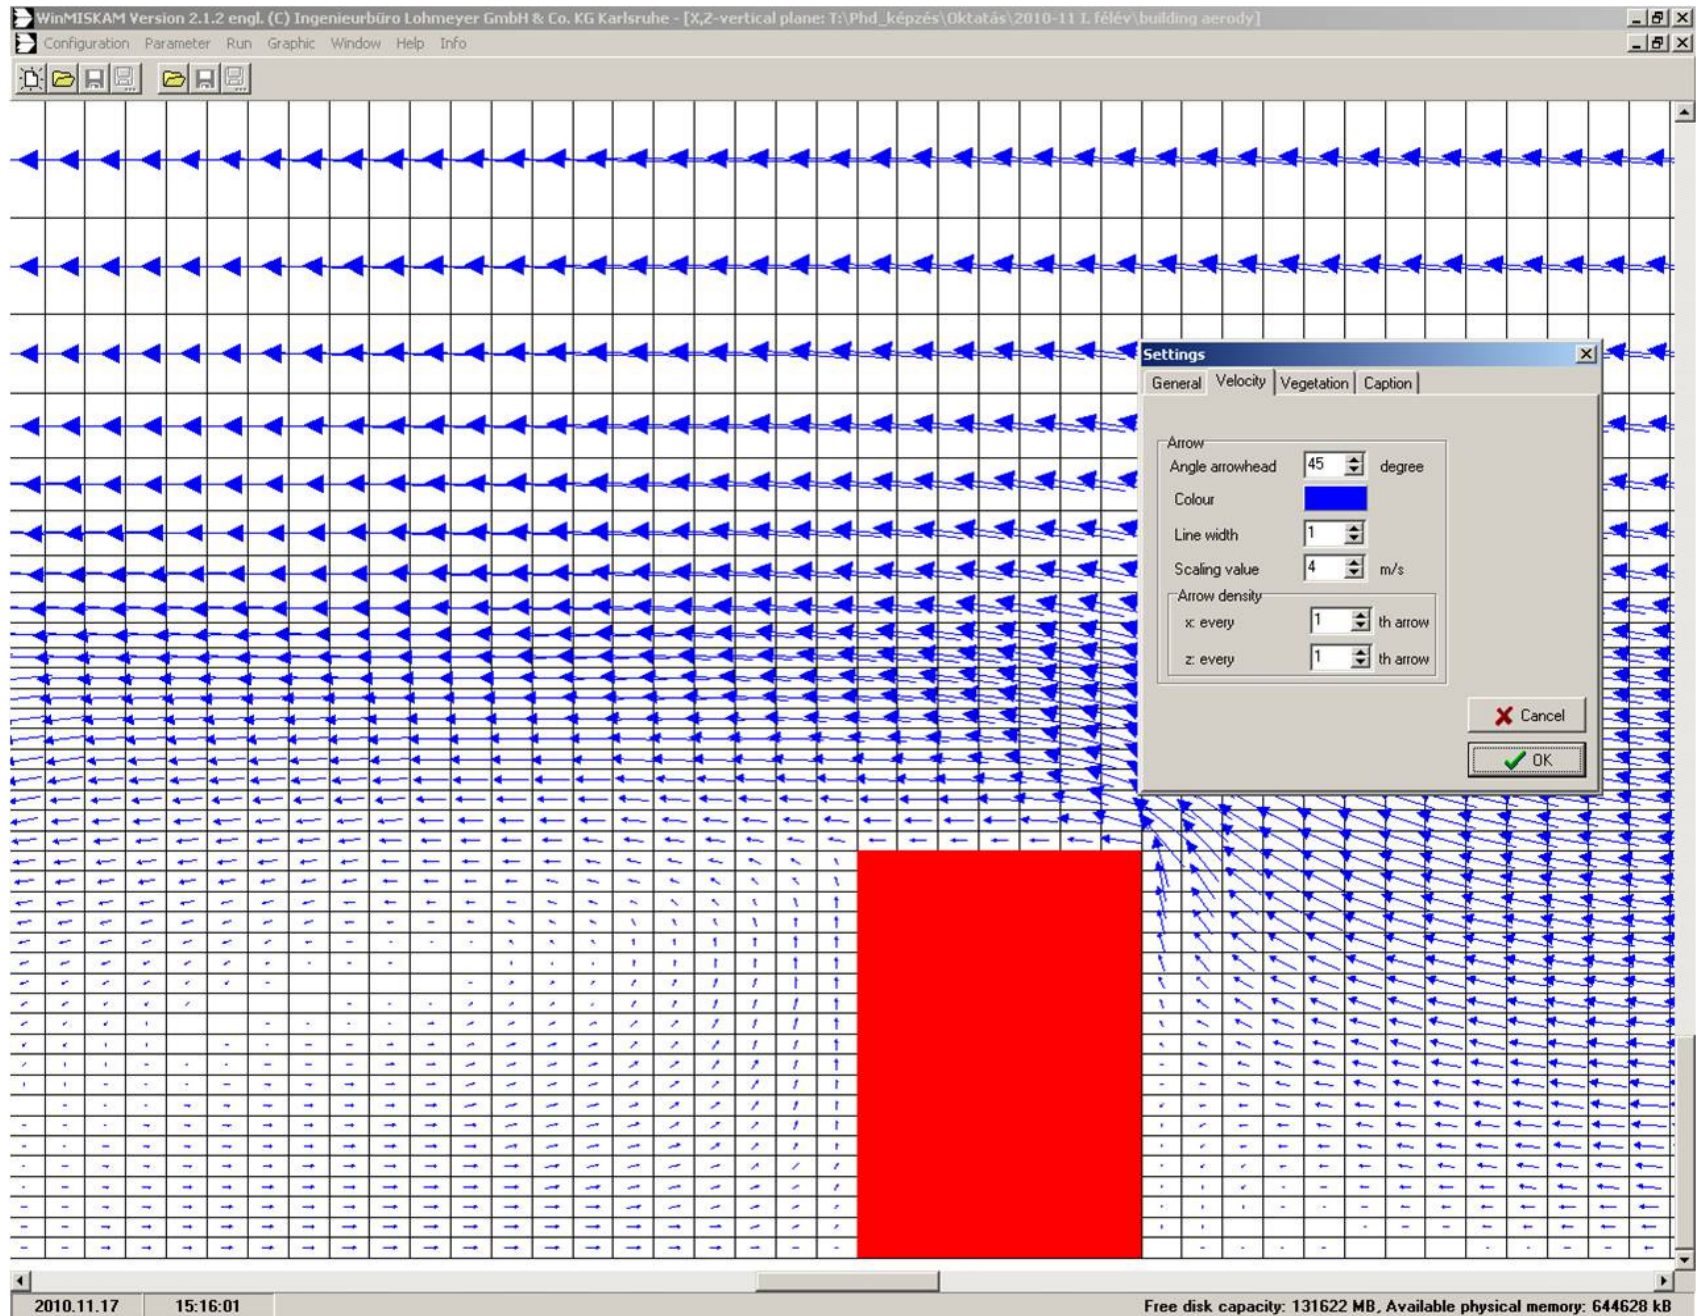 WinMISKAM Version 2.1.2 engl. (C) Ingenieurbüro Lohmeyer GmbH & Co. KG Karlsruhe - [X,Z-vertical plane: T:\Phd_képzés\Oktatás\2010-11 I. félév\building aerody]
Configuration Parameter Run Graphic Window Help Info
Settings
General Velocity Vegetation Caption
Arrow
Angle arrowhead 45 degree
Colour
Line width 1
Scaling value 4 m/s
Arrow density
x: every 1 th arrow
z: every 1 th arrow
Cancel
OK
2010.11.17 15:16:01 Free disk capacity: 131622 MB, Available physical memory: 644628 kB